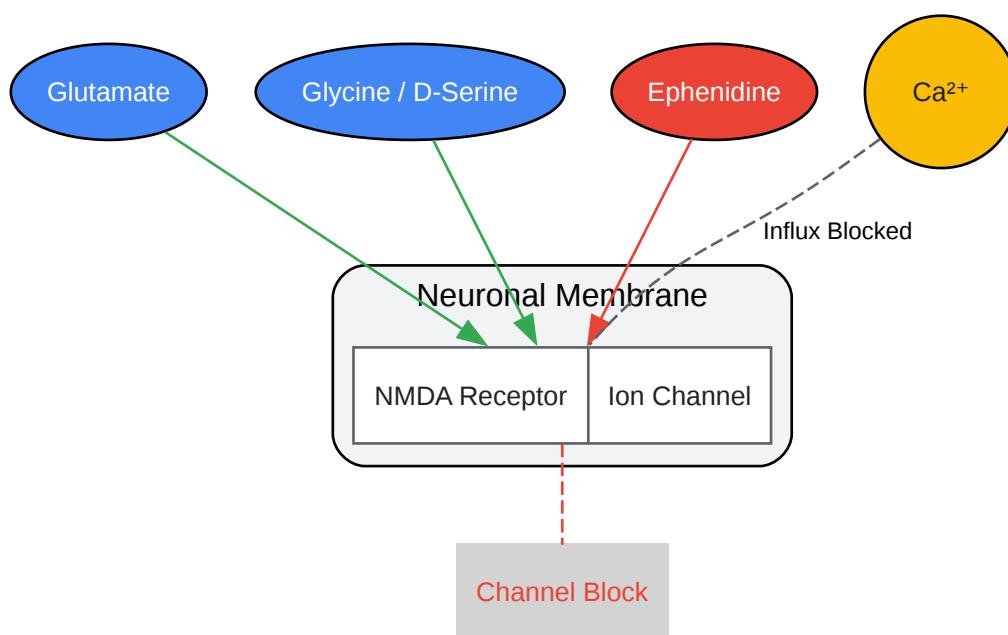 Glutamate
Glycine / D-Serine
Ephenidine
Ca²⁺
Influx Blocked
Neuronal Membrane
NMDA Receptor
Ion Channel
Channel Block